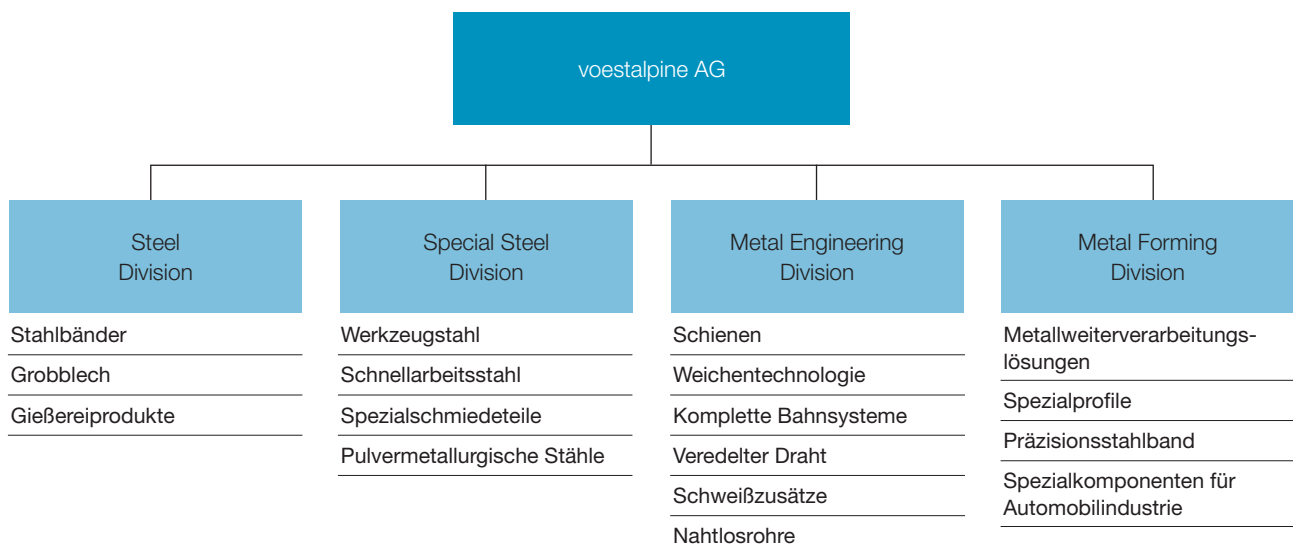 voestalpine AG
Steel
Division
Stahlbänder
Grobblech
Gießereiprodukte
Special Steel
Division
Werkzeugstahl
Schnellarbeitsstahl
Spezialschmiedeteile
Pulvermetallurgische Stähle
Metal Engineering
Division
Schienen
Weichentechnologie
Komplette Bahnsysteme
Veredelter Draht
Schweißzusätze
Nahtlosrohre
Metal Forming
Division
Metallweiterverarbeitungs-
lösungen
Spezialprofile
Präzisionsstahlband
Spezialkomponenten für
Automobilindustrie